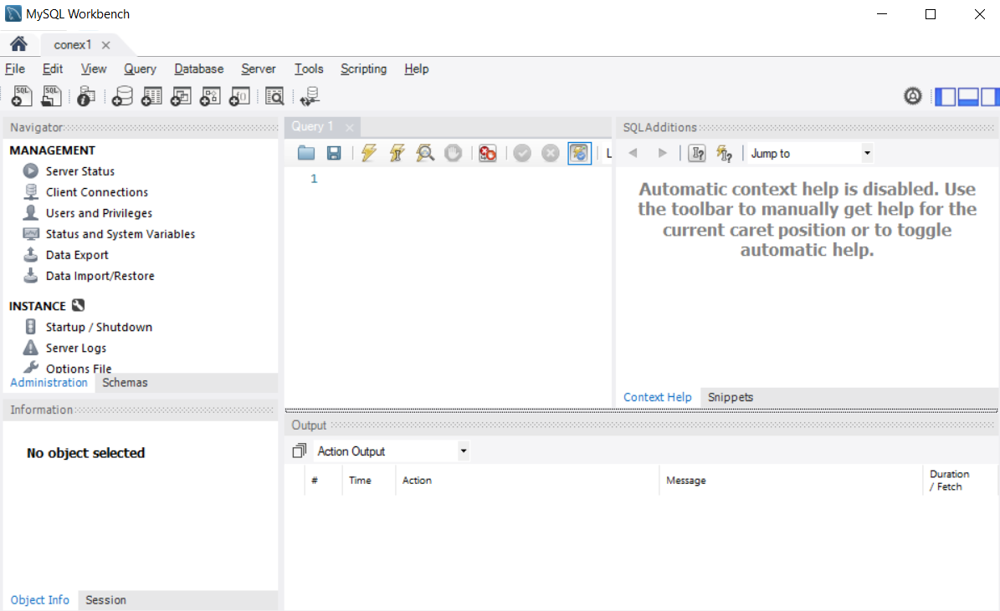 MySQL Workbench
conex1
File Edit View Query Database Server Tools Scripting Help
SQL SQL
Navigator
MANAGEMENT
Server Status
Client Connections
Users and Privileges
Status and System Variables
Data Export
Data Import/Restore
INSTANCE
Startup / Shutdown
Server Logs
Options File
Administration Schemas
Information
No object selected
Object Info Session
Query 1
L
1
SQLAdditions
Jump to
Automatic context help is disabled. Use
the toolbar to manually get help for the
current caret position or to toggle
automatic help.
Context Help Snippets
Output
Action Output
# Time Action Message Duration
/ Fetch